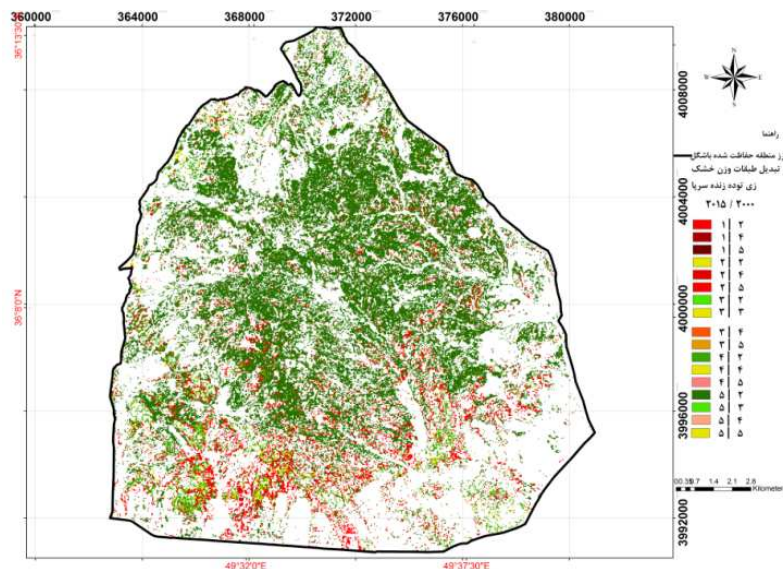 360000 364000 368000 372000 376000 380000
36°13'30"
4008000
4004000
36°8'0"N
4000000
3996000
3992000
49°32'0"E 49°37'30"E
N
W E
S
راهنما
رز منطقه حفاظت شده باشگل
تبدیل طبقات وزن خشک
زی توده زنده سرپا
۲۰۱۵ / ۲۰۰۰
۱ | ۲
۱ | ۴
۱ | ۵
۲ | ۲
۲ | ۴
۲ | ۵
۳ | ۲
۳ | ۳
۳ | ۴
۳ | ۵
۴ | ۲
۴ | ۴
۴ | ۵
۵ | ۲
۵ | ۳
۵ | ۴
۵ | ۵
0.7 1.4 2.1 2.8
Kilometer